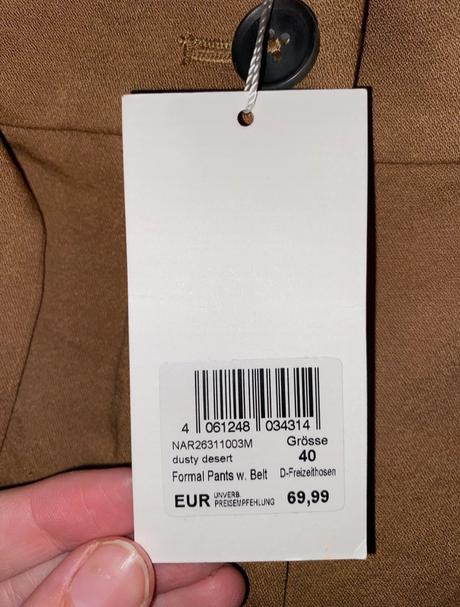 4 061248 034314
NAR26311003M Grösse
dusty desert 40
Formal Pants w. Belt D-Freizeithosen
EUR UNVERB. PREISEMPFEHLUNG 69,99